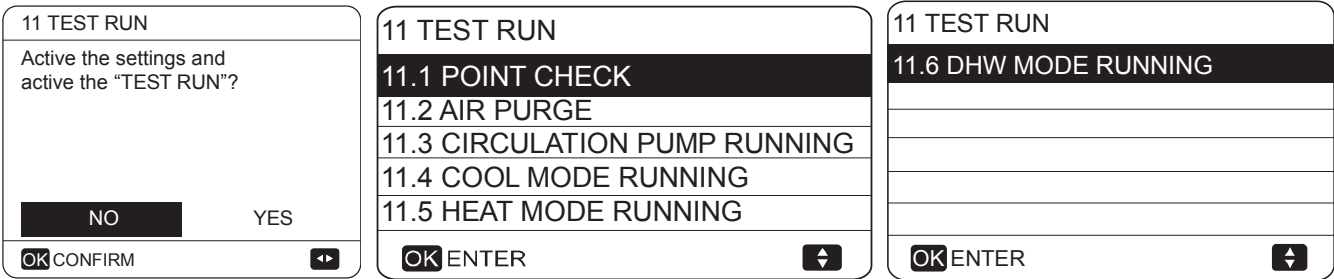 11 TEST RUN
Active the settings and
active the “TEST RUN”?
NO YES
OK CONFIRM
11 TEST RUN
11.1 POINT CHECK
11.2 AIR PURGE
11.3 CIRCULATION PUMP RUNNING
11.4 COOL MODE RUNNING
11.5 HEAT MODE RUNNING
OK ENTER
11 TEST RUN
11.6 DHW MODE RUNNING
OK ENTER